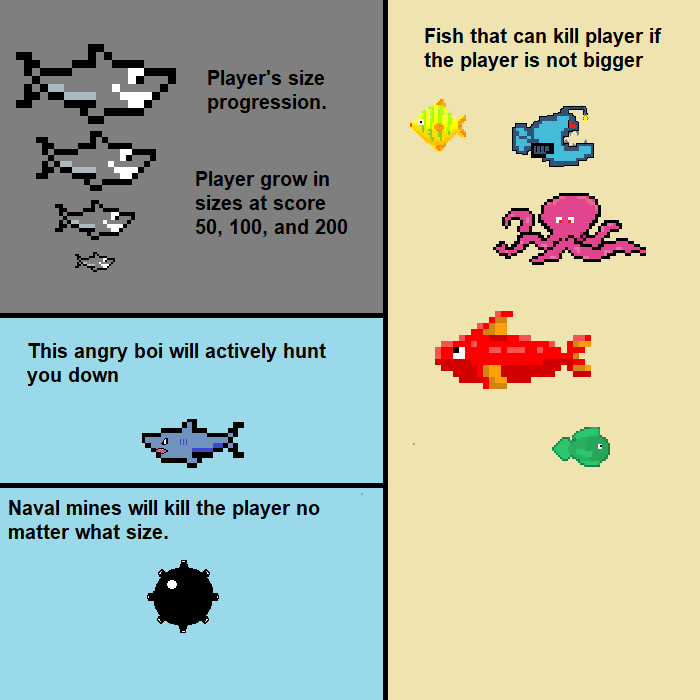 Player's size
progression.
Player grow in
sizes at score
50, 100, and 200
This angry boi will actively hunt
you down
Naval mines will kill the player no
matter what size.
Fish that can kill player if
the player is not bigger